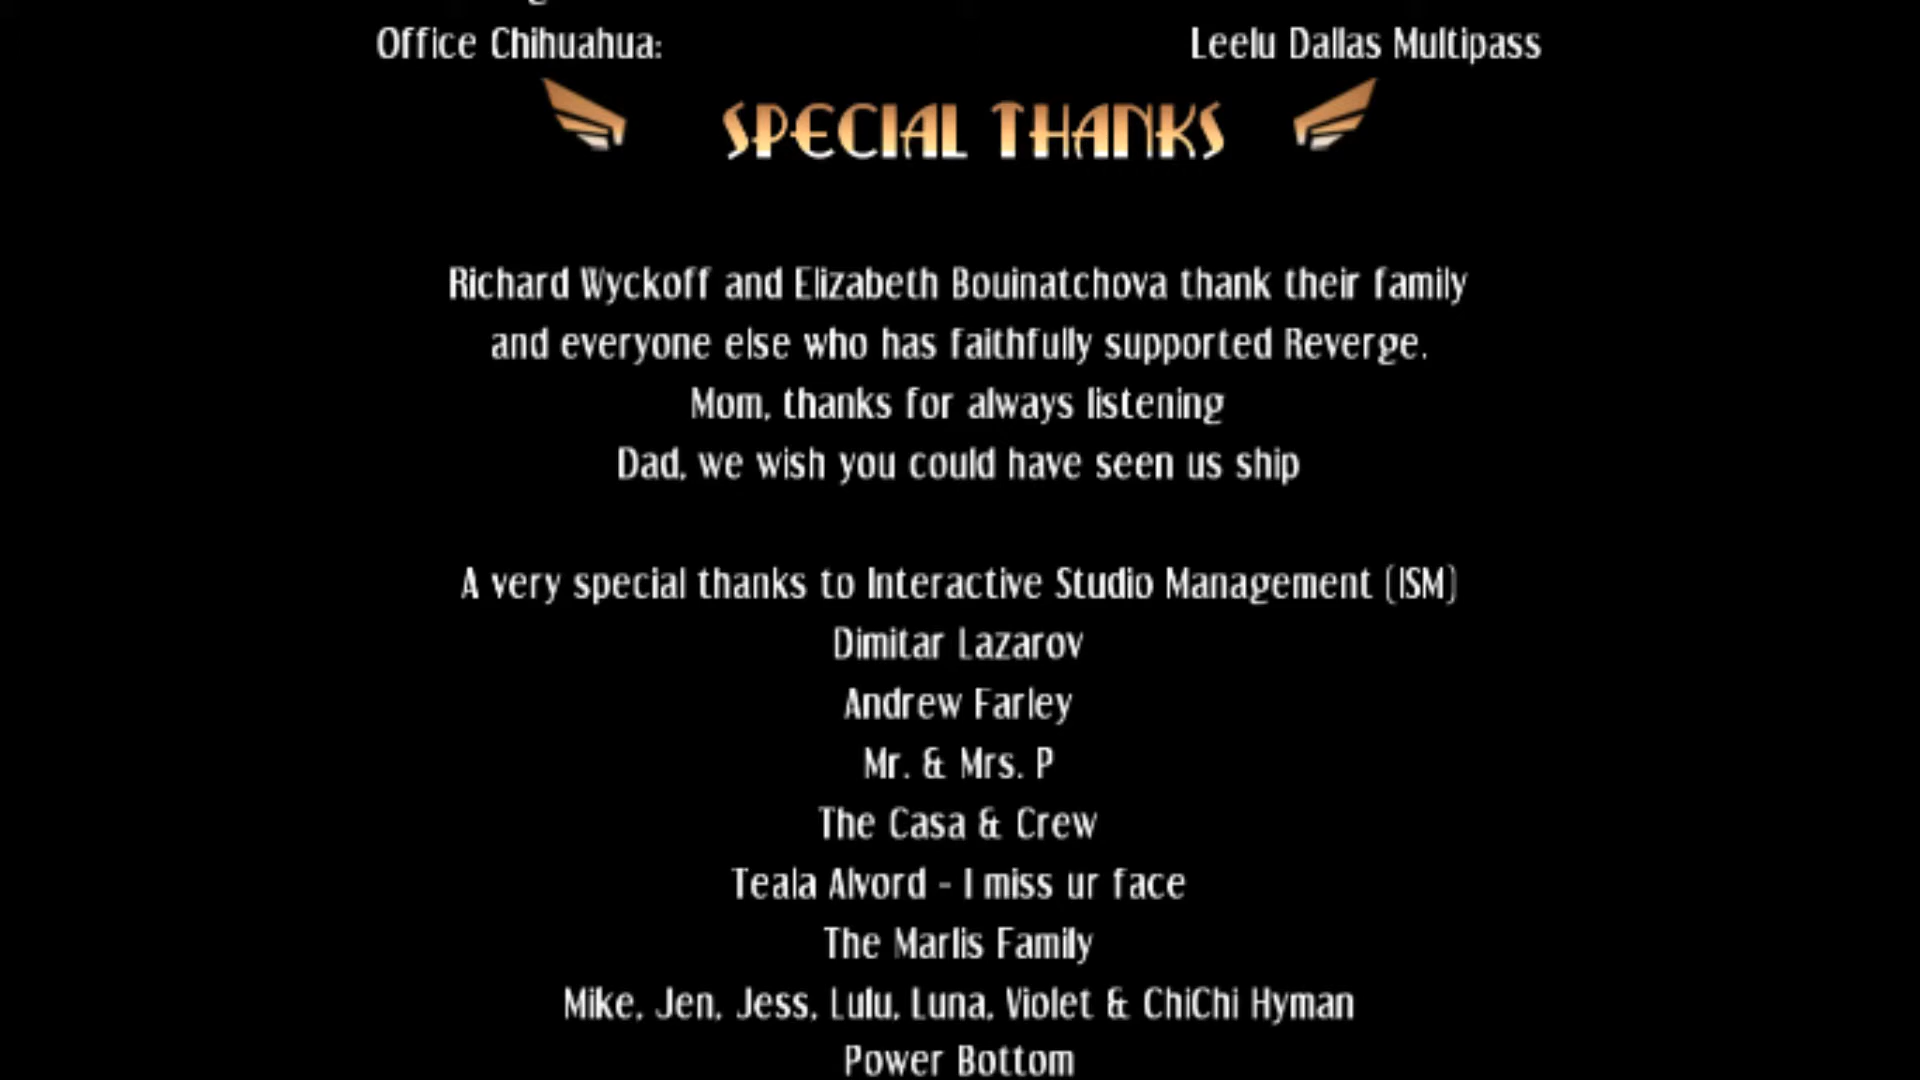 Office Chihuahua: Leelu Dallas Multipass
SPECIAL THANKS
Richard Wyckoff and Elizabeth Bouinatchova thank their family
and everyone else who has faithfully supported Reverge.
Mom, thanks for always listening
Dad, we wish you could have seen us ship
A very special thanks to Interactive Studio Management (ISM)
Dimitar Lazarov
Andrew Farley
Mr. & Mrs. P
The Casa & Crew
Teala Alvord - I miss ur face
The Marlis Family
Mike, Jen, Jess, Lulu, Luna, Violet & ChiChi Hyman
Power Bottom